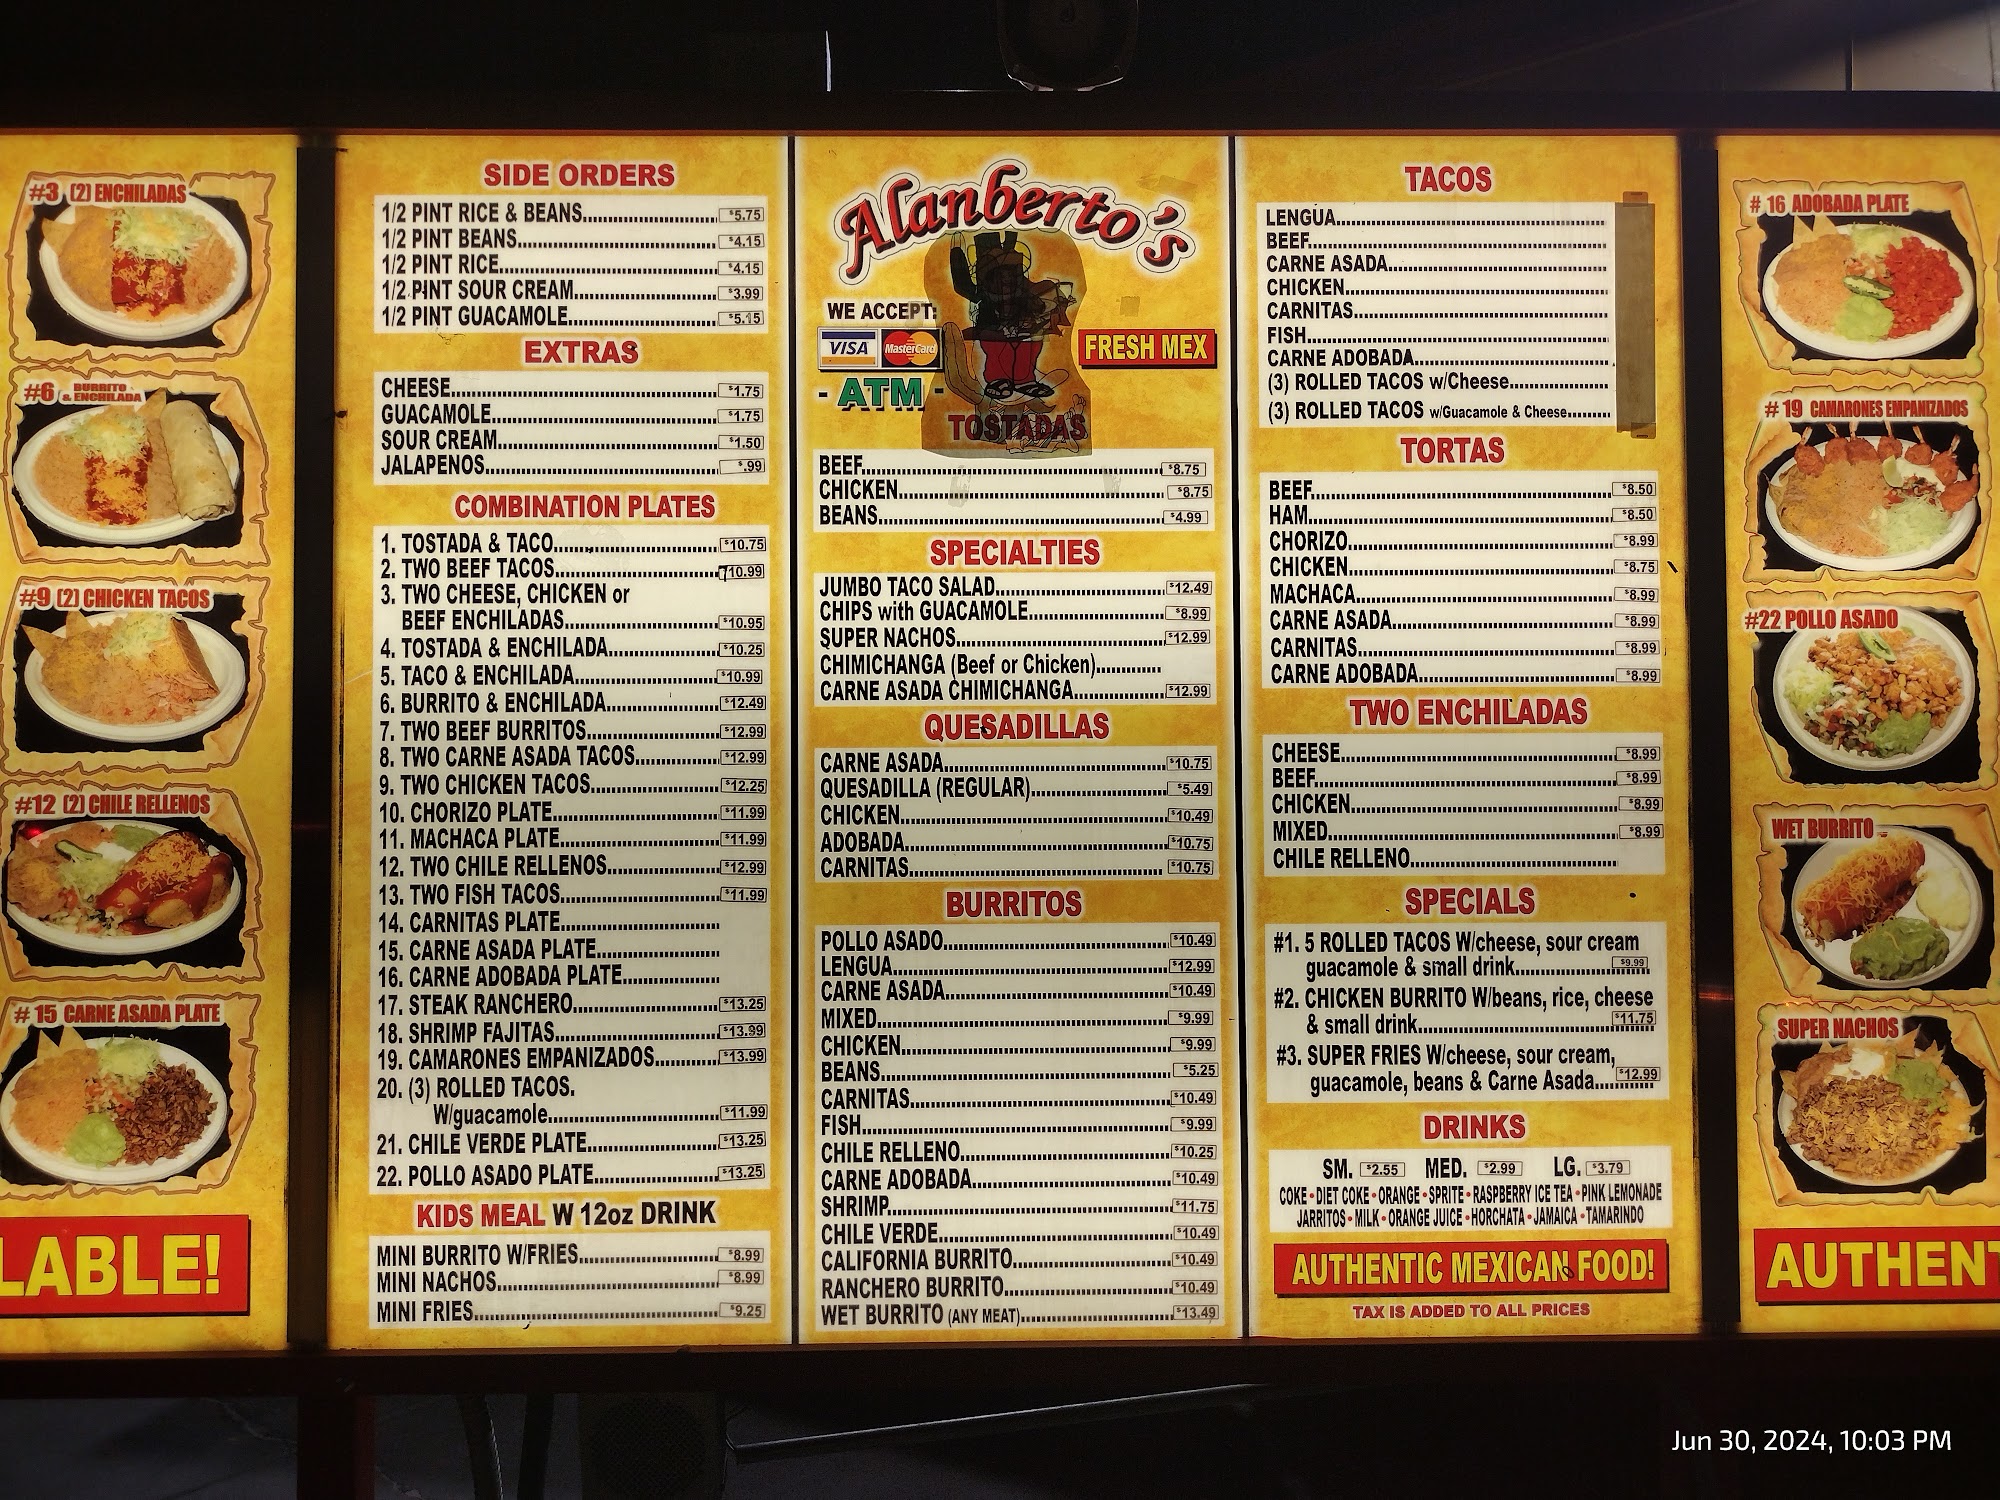 #3 (2) ENCHILADAS
#6 BURRITO & ENCHILADA
#9 (2) CHICKEN TACOS
#12 (2) CHILE RELLENOS
# 15 CARNE ASADA PLATE
LABLE!
SIDE ORDERS
1/2 PINT RICE & BEANS $5.75
1/2 PINT BEANS $4.15
1/2 PINT RICE $4.15
1/2 PINT SOUR CREAM $3.99
1/2 PINT GUACAMOLE $5.15
EXTRAS
CHEESE $1.75
GUACAMOLE $1.75
SOUR CREAM $1.50
JALAPENOS $.99
COMBINATION PLATES
1. TOSTADA & TACO $10.75
2. TWO BEEF TACOS $10.99
3. TWO CHEESE, CHICKEN or
BEEF ENCHILADAS $10.95
4. TOSTADA & ENCHILADA $10.25
5. TACO & ENCHILADA $10.99
6. BURRITO & ENCHILADA $12.49
7. TWO BEEF BURRITOS $12.99
8. TWO CARNE ASADA TACOS $12.99
9. TWO CHICKEN TACOS $12.25
10. CHORIZO PLATE $11.99
11. MACHACA PLATE $11.99
12. TWO CHILE RELLENOS $12.99
13. TWO FISH TACOS $11.99
14. CARNITAS PLATE
15. CARNE ASADA PLATE
16. CARNE ADOBADA PLATE
17. STEAK RANCHERO $13.25
18. SHRIMP FAJITAS $13.99
19. CAMARONES EMPANIZADOS $13.99
20. (3) ROLLED TACOS.
W/guacamole $11.99
21. CHILE VERDE PLATE $13.25
22. POLLO ASADO PLATE $13.25
KIDS MEAL W 12oz DRINK
MINI BURRITO W/FRIES $8.99
MINI NACHOS $8.99
MINI FRIES $9.25
Alanberto's
WE ACCEPT:
VISA MasterCard
FRESH MEX
- ATM -
TOSTADAS
BEEF $8.75
CHICKEN $8.75
BEANS $4.99
SPECIALTIES
JUMBO TACO SALAD $12.49
CHIPS with GUACAMOLE $8.99
SUPER NACHOS $12.99
CHIMICHANGA (Beef or Chicken)
CARNE ASADA CHIMICHANGA $12.99
QUESADILLAS
CARNE ASADA $10.75
QUESADILLA (REGULAR) $5.49
CHICKEN $10.49
ADOBADA $10.75
CARNITAS $10.75
BURRITOS
POLLO ASADO $10.49
LENGUA $12.99
CARNE ASADA $10.49
MIXED $9.99
CHICKEN $9.99
BEANS $5.25
CARNITAS $10.49
FISH $9.99
CHILE RELLENO $10.25
CARNE ADOBADA $10.49
SHRIMP $11.75
CHILE VERDE $10.49
CALIFORNIA BURRITO $10.49
RANCHERO BURRITO $10.49
WET BURRITO (ANY MEAT) $13.49
TACOS
LENGUA
BEEF
CARNE ASADA
CHICKEN
CARNITAS
FISH
CARNE ADOBADA
(3) ROLLED TACOS w/Cheese
(3) ROLLED TACOS w/Guacamole & Cheese
TORTAS
BEEF $8.50
HAM $8.50
CHORIZO $8.99
CHICKEN $8.75
MACHACA $8.99
CARNE ASADA $8.99
CARNITAS $8.99
CARNE ADOBADA $8.99
TWO ENCHILADAS
CHEESE $8.99
BEEF $8.99
CHICKEN $8.99
MIXED $8.99
CHILE RELLENO
SPECIALS
#1. 5 ROLLED TACOS W/cheese, sour cream
guacamole & small drink $9.99
#2. CHICKEN BURRITO W/beans, rice, cheese
& small drink $11.75
#3. SUPER FRIES W/cheese, sour cream,
guacamole, beans & Carne Asada $12.99
DRINKS
SM. $2.55 MED. $2.99 LG. $3.79
COKE • DIET COKE • ORANGE • SPRITE • RASPBERRY ICE TEA • PINK LEMONADE
JARRITOS • MILK • ORANGE JUICE • HORCHATA • JAMAICA • TAMARINDO
AUTHENTIC MEXICAN FOOD!
TAX IS ADDED TO ALL PRICES
# 16 ADOBADA PLATE
# 19 CAMARONES EMPANIZADOS
#22 POLLO ASADO
WET BURRITO
SUPER NACHOS
AUTHENT
Jun 30, 2024, 10:03 PM